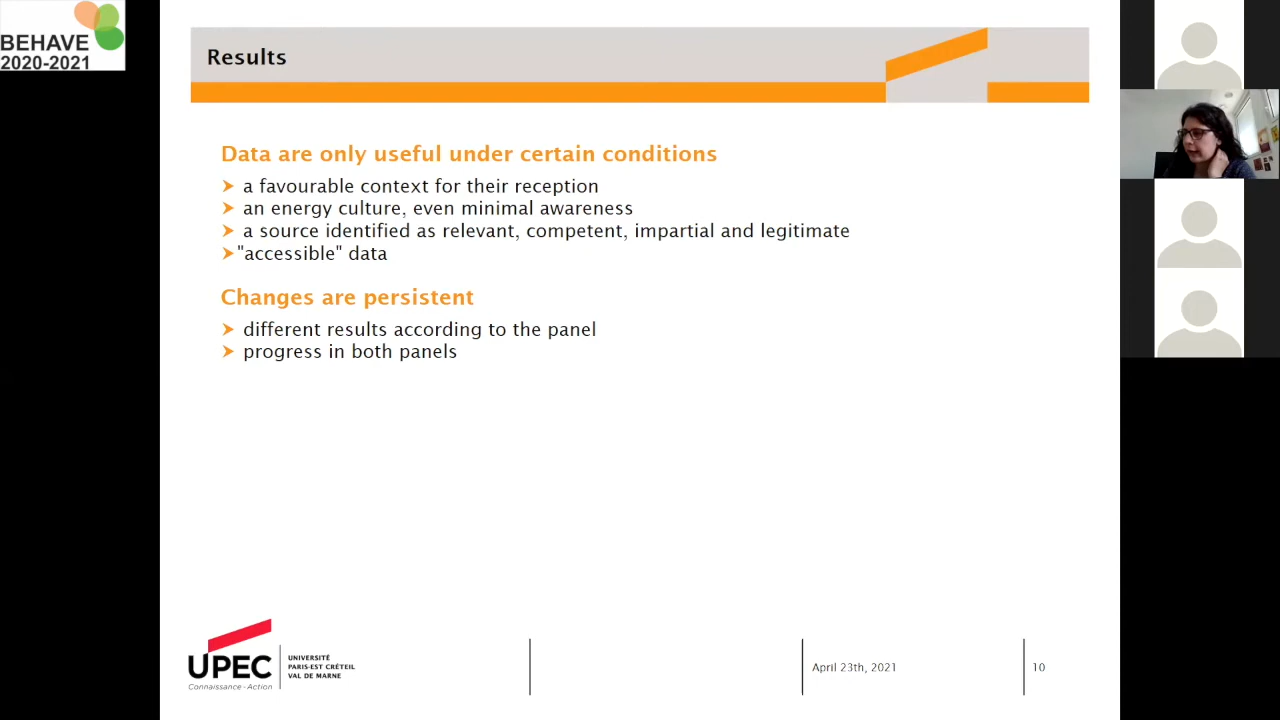 BEHAVE
2020-2021
Results
Data are only useful under certain conditions
➤ a favourable context for their reception
➤ an energy culture, even minimal awareness
➤ a source identified as relevant, competent, impartial and legitimate
➤ "accessible" data
Changes are persistent
➤ different results according to the panel
➤ progress in both panels
UPEC
Connaissance - Action
UNIVERSITÉ
PARIS-EST CRÉTEIL
VAL DE MARNE
April 23th, 2021
10